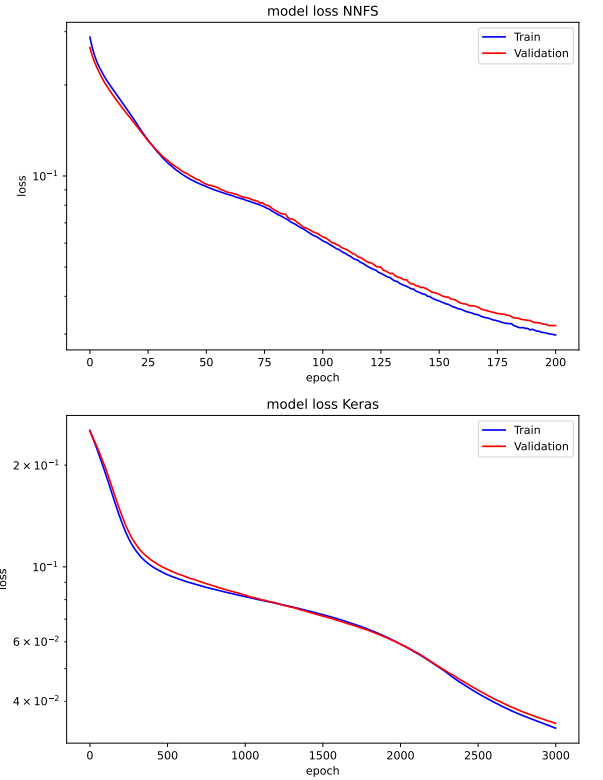 model loss NNFS
Train
Validation
10⁻¹
loss
0 25 50 75 100 125 150 175 200
epoch
model loss Keras
Train
Validation
2 × 10⁻¹
10⁻¹
loss
6 × 10⁻²
4 × 10⁻²
0 500 1000 1500 2000 2500 3000
epoch